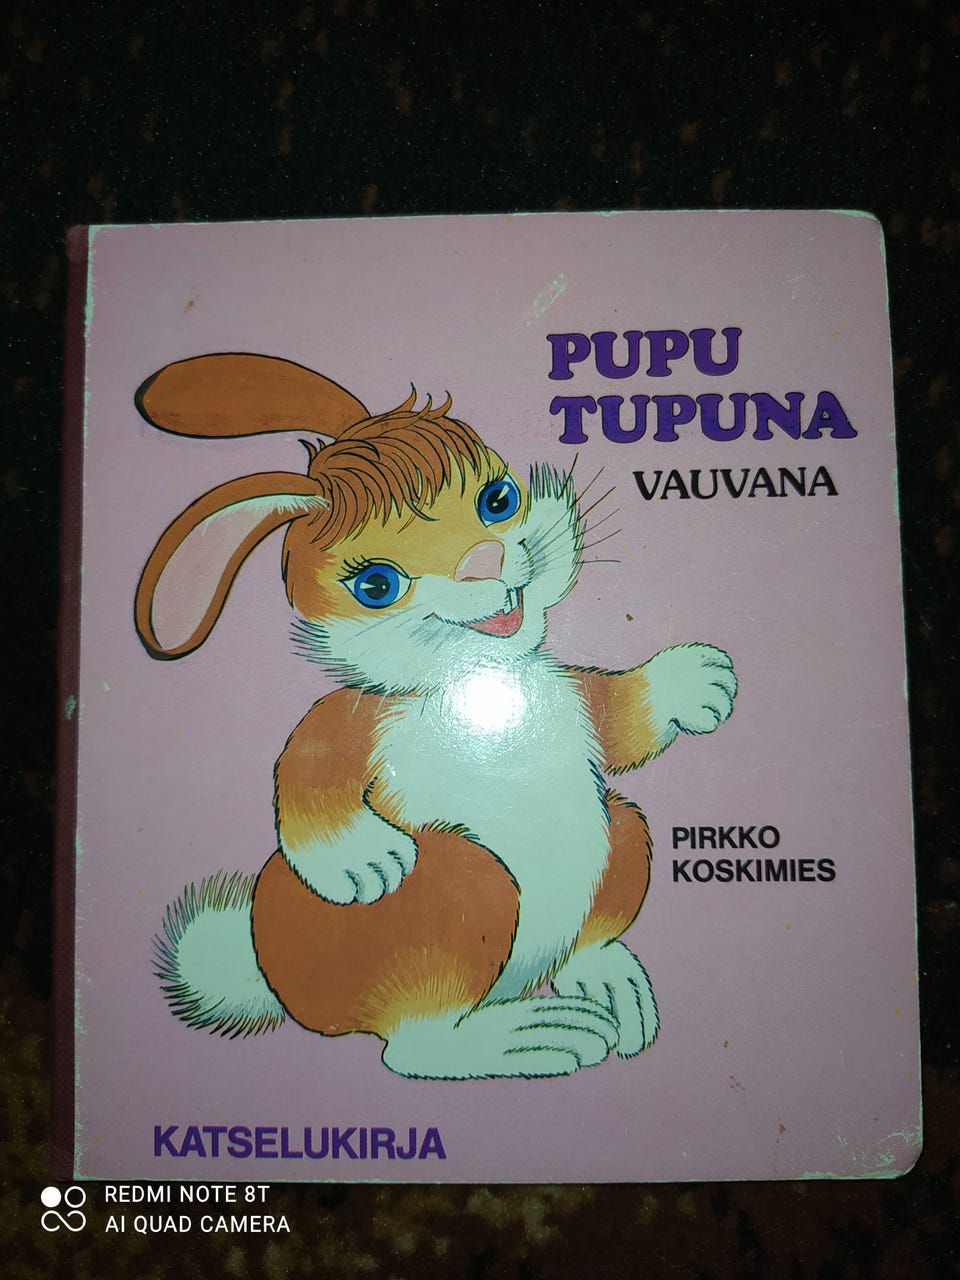 PUPU
TUPUNA
VAUVANA
PIRKKO
KOSKIMIES
KATSELUKIRJA
REDMI NOTE 8T
AI QUAD CAMERA